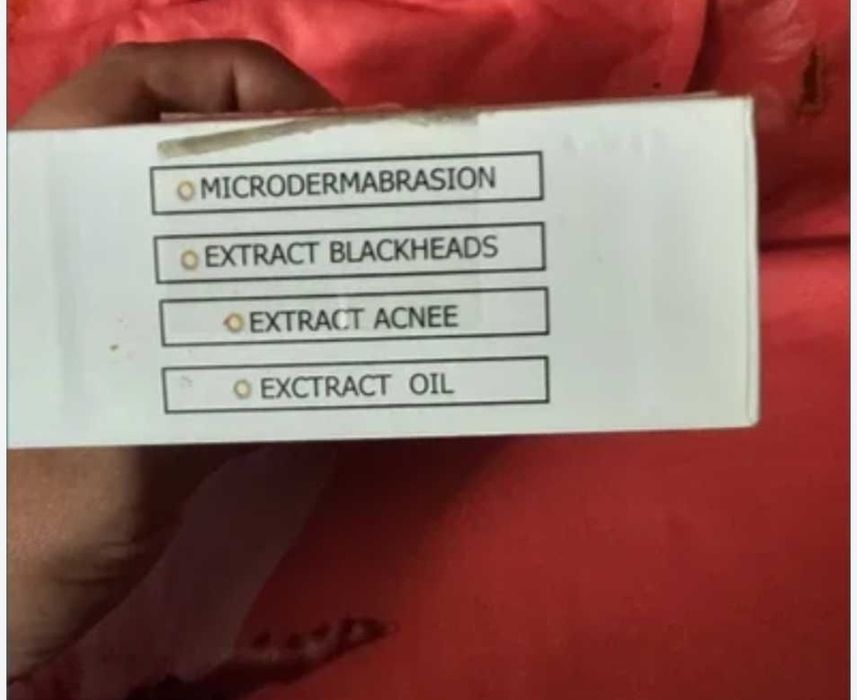 MICRODERMABRASION
EXTRACT BLACKHEADS
EXTRACT ACNEE
EXCTRACT OIL